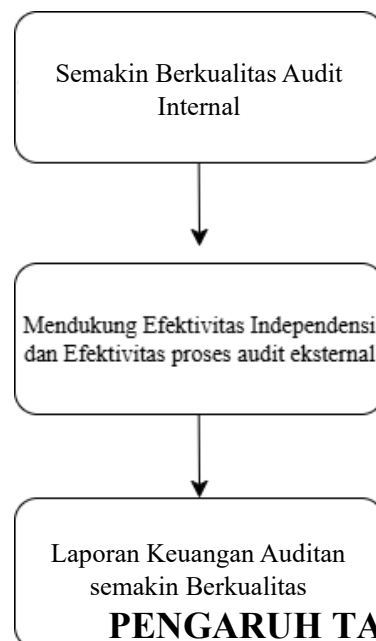 Semakin Berkualitas Audit
Internal
Mendukung Efektivitas Independensi
dan Efektivitas proses audit eksternal
Laporan Keuangan Auditan
semakin Berkualitas
PENGARUH TA